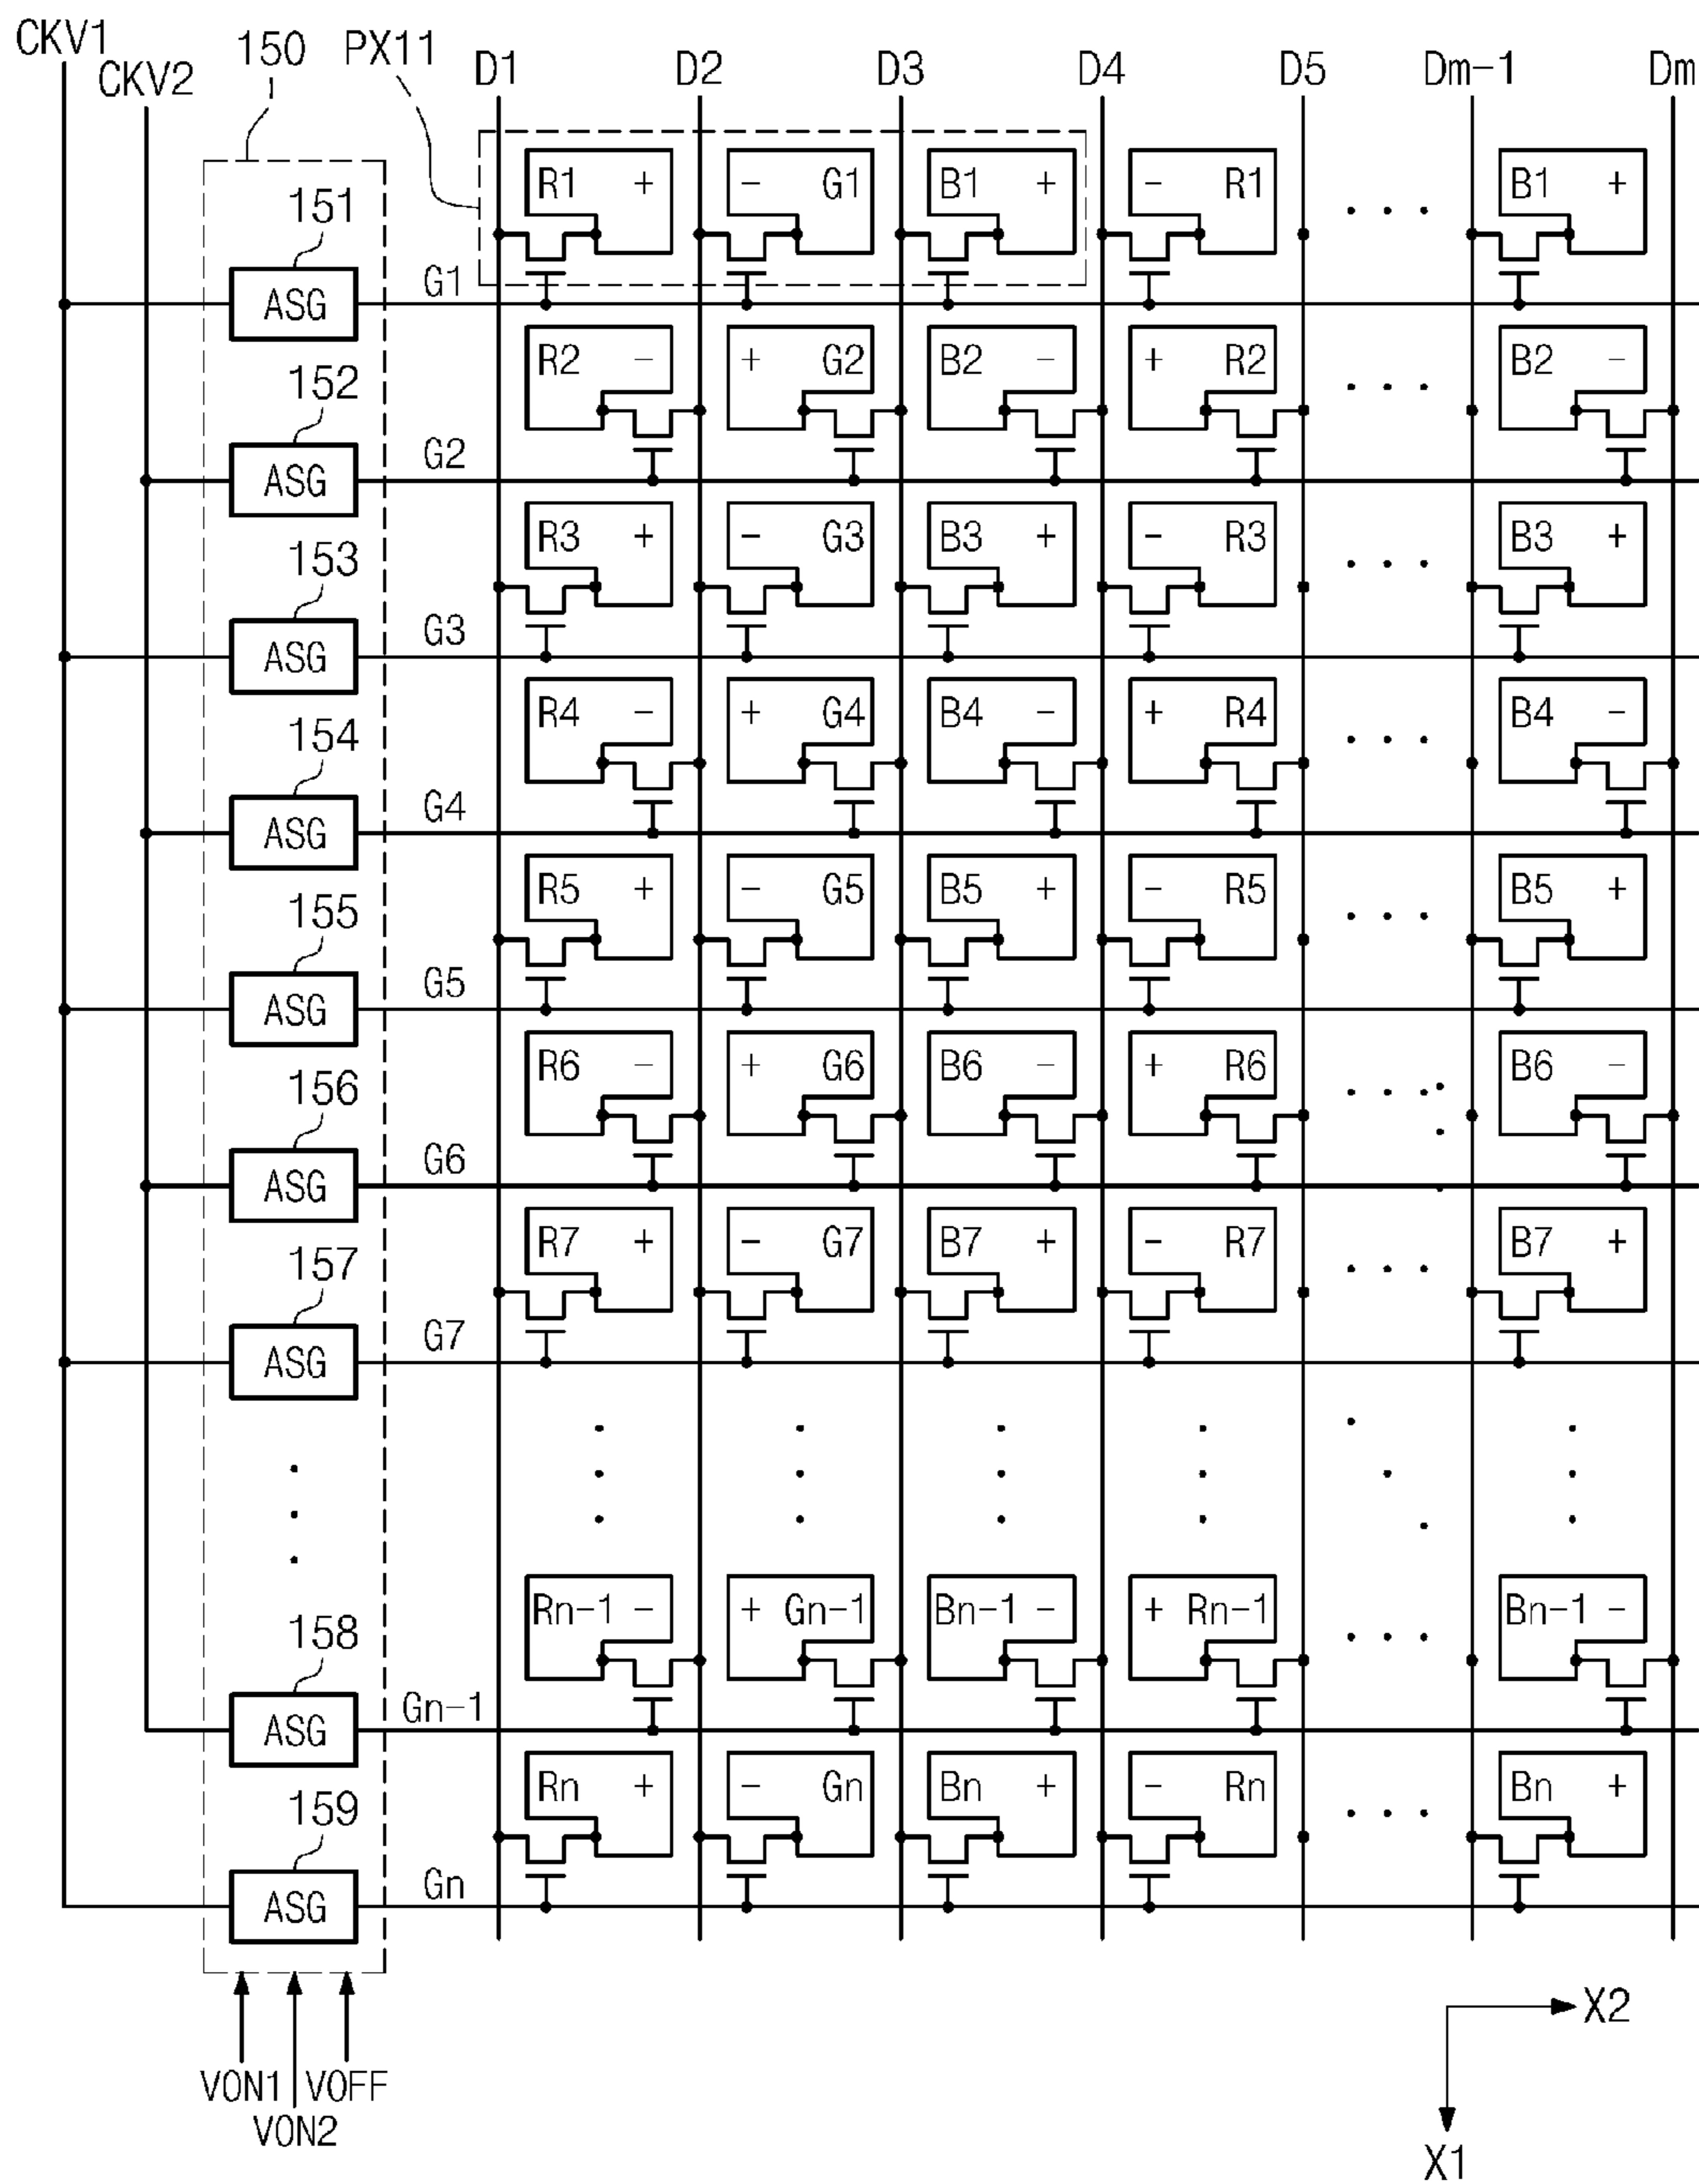 CKV1 CKV2 150 PX11 D1 D2 D3 D4 D5 Dm-1 Dm
R1 + - G1 B1 + - R1 . . . B1 +
151
ASG G1
R2 - + G2 B2 - + R2 . . . B2 -
152
ASG G2
R3 + - G3 B3 + - R3 . . . B3 +
153
ASG G3
R4 - + G4 B4 - + R4 . . . B4 -
154
ASG G4
R5 + - G5 B5 + - R5 . . . B5 +
155
ASG G5
R6 - + G6 B6 - + R6 . . . B6 -
156
ASG G6
R7 + - G7 B7 + - R7 . . . B7 +
157
ASG G7
Rn-1 - + Gn-1 Bn-1 - + Rn-1 . . . Bn-1 -
158
ASG Gn-1
Rn + - Gn Bn + - Rn . . . Bn +
159
ASG Gn
VON1 VOFF
VON2
X2
X1